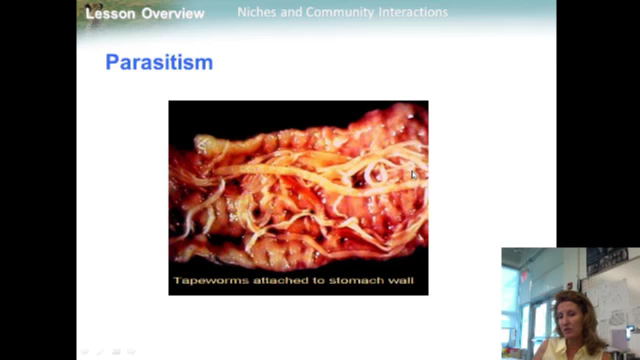 Lesson Overview Niches and Community Interactions
Parasitism
Tapeworms attached to stomach wall